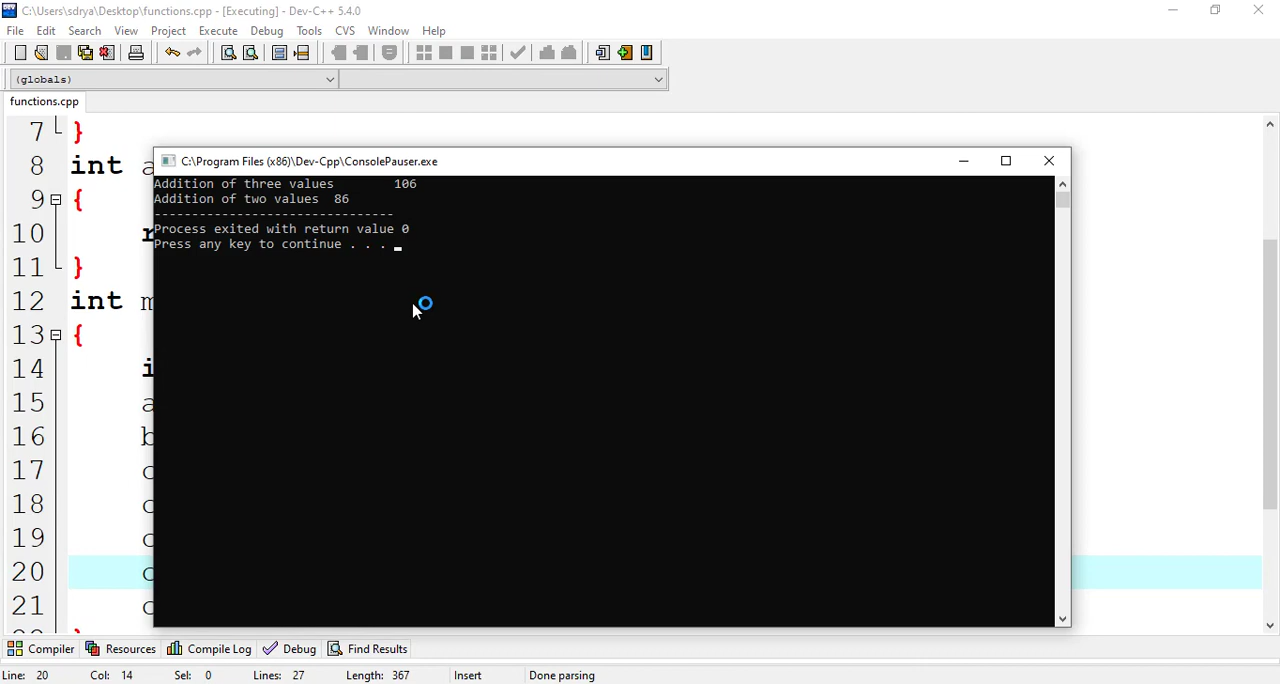 C:\Users\sdrya\Desktop\functions.cpp - [Executing] - Dev-C++ 5.4.0
File Edit Search View Project Execute Debug Tools CVS Window Help
(globals)
functions.cpp
7 }
8 int a
9 {
10 r
11 }
12 int m
13 {
14 i
15 a
16 b
17 c
18 c
19 c
20 c
21 c
C:\Program Files (x86)\Dev-Cpp\ConsolePauser.exe
Addition of three values 106
Addition of two values 86
--------------------------------
Process exited with return value 0
Press any key to continue . . .
Compiler Resources Compile Log Debug Find Results
Line: 20 Col: 14 Sel: 0 Lines: 27 Length: 367 Insert Done parsing